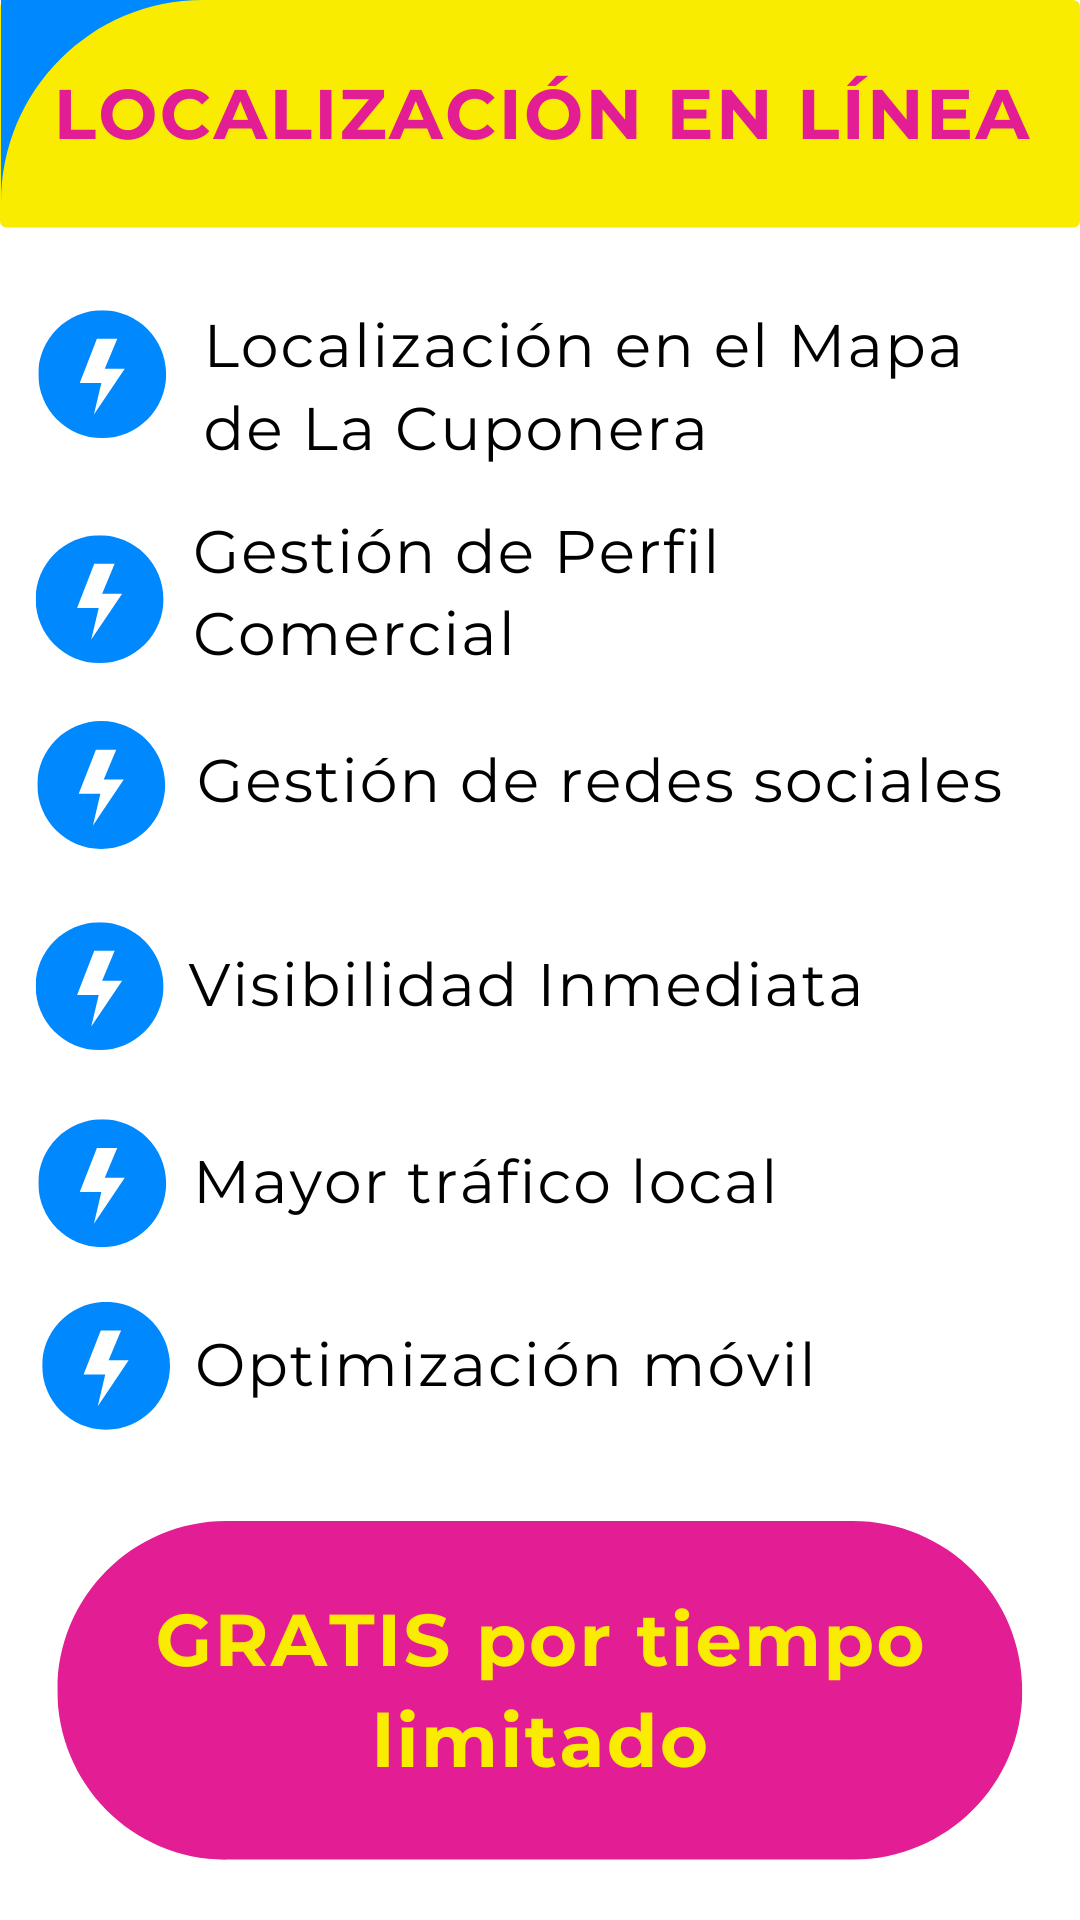 LOCALIZACIÓN EN LÍNEA
Localización en el Mapa
de La Cuponera
Gestión de Perfil
Comercial
Gestión de redes sociales
Visibilidad Inmediata
Mayor tráfico local
Optimización móvil
GRATIS por tiempo
limitado